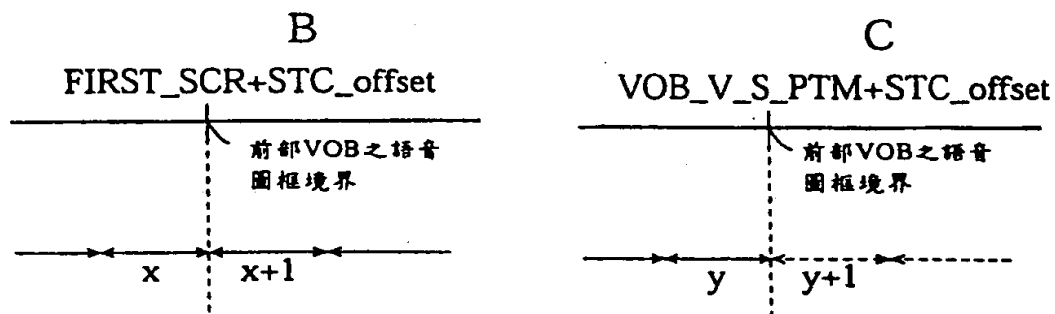 B
FIRST_SCR+STC_offset
前部VOB之語音
圖框境界
x
x+1
C
VOB_V_S_PTM+STC_offset
前部VOB之語音
圖框境界
y
y+1